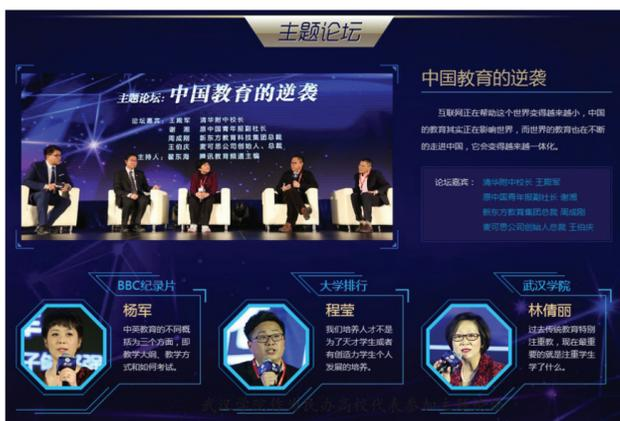 主题论坛
主题论坛：中国教育的逆袭
论坛嘉宾：王殿军 清华附中校长
谢 湘 原中国青年报副社长
周成刚 新东方教育科技集团总裁
王伯庆 麦可思公司创始人、总裁
主持人：翟东海 腾讯教育频道主编
中国教育的逆袭
互联网正在帮助这个世界变得越来越小，中国
的教育其实正在影响世界，而世界的教育也在不断
的走进中国，它会变得越来越一体化。
论坛嘉宾： 清华附中校长 王殿军
原中国青年报副社长 谢湘
新东方教育集团总裁 周成刚
麦可思公司创始人总裁 王伯庆
BBC纪录片
杨军
中英教育的不同概
括为三个方面，即
教学大纲、教学方
式和如何考试。
大学排行
程莹
我们培养人才不是
为了天才学生或者
有创造力学生个人
发展的培养。
武汉学院
林倩丽
过去传统教育特别
注重教，现在最重
要的就是注重学生
学了什么。
武汉学院作为民办高校代表参加主